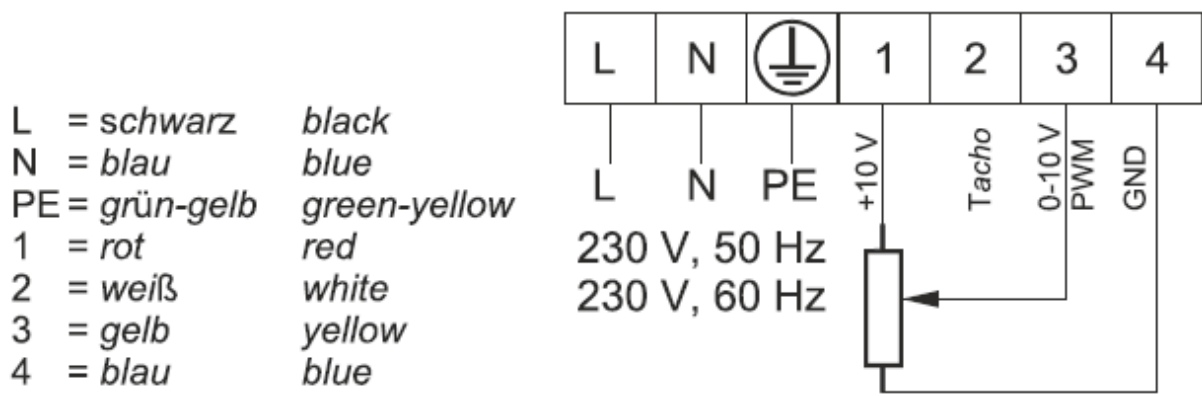 L = schwarz black
N = blau blue
PE = grün-gelb green-yellow
1 = rot red
2 = weiß white
3 = gelb yellow
4 = blau blue
L N 1 2 3 4
L N PE
+10 V
Tacho
0-10 V
PWM
GND
230 V, 50 Hz
230 V, 60 Hz